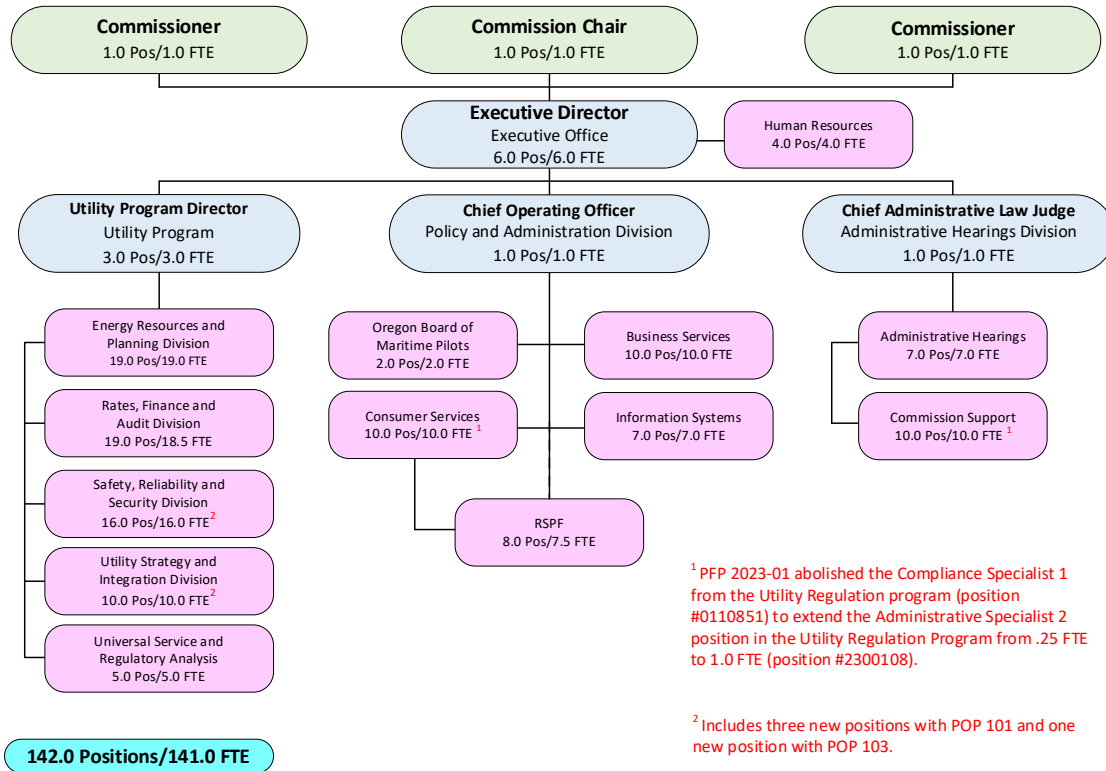 Commissioner
1.0 Pos/1.0 FTE
Commission Chair
1.0 Pos/1.0 FTE
Commissioner
1.0 Pos/1.0 FTE
Executive Director
Executive Office
6.0 Pos/6.0 FTE
Human Resources
4.0 Pos/4.0 FTE
Utility Program Director
Utility Program
3.0 Pos/3.0 FTE
Chief Operating Officer
Policy and Administration Division
1.0 Pos/1.0 FTE
Chief Administrative Law Judge
Administrative Hearings Division
1.0 Pos/1.0 FTE
Energy Resources and
Planning Division
19.0 Pos/19.0 FTE
Rates, Finance and
Audit Division
19.0 Pos/18.5 FTE
Safety, Reliability and
Security Division
16.0 Pos/16.0 FTE 2
Utility Strategy and
Integration Division
10.0 Pos/10.0 FTE 2
Universal Service and
Regulatory Analysis
5.0 Pos/5.0 FTE
Oregon Board of
Maritime Pilots
2.0 Pos/2.0 FTE
Business Services
10.0 Pos/10.0 FTE
Consumer Services
10.0 Pos/10.0 FTE 1
Information Systems
7.0 Pos/7.0 FTE
RSPF
8.0 Pos/7.5 FTE
Administrative Hearings
7.0 Pos/7.0 FTE
Commission Support
10.0 Pos/10.0 FTE 1
1 PFP 2023-01 abolished the Compliance Specialist 1
from the Utility Regulation program (position
#0110851) to extend the Administrative Specialist 2
position in the Utility Regulation Program from .25 FTE
to 1.0 FTE (position #2300108).
2 Includes three new positions with POP 101 and one
new position with POP 103.
142.0 Positions/141.0 FTE